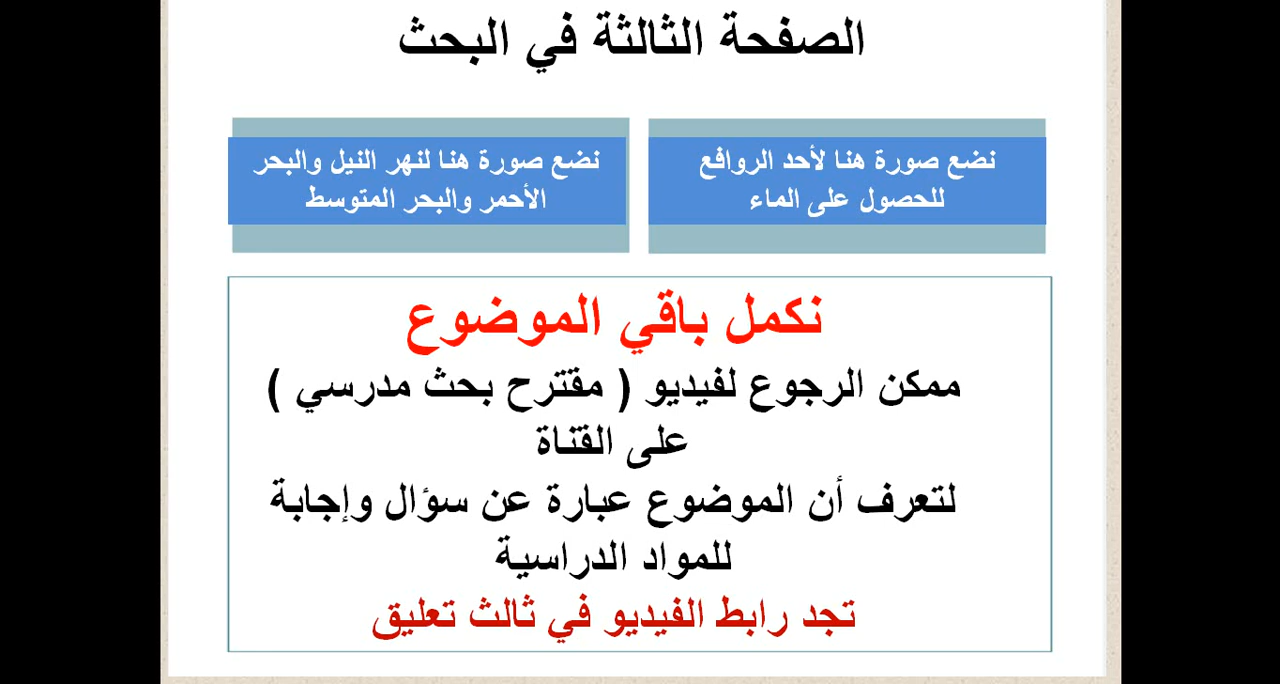 الصفحة الثالثة في البحث
نضع صورة هنا لأحد الروافع
للحصول على الماء
نضع صورة هنا لنهر النيل والبحر
الأحمر والبحر المتوسط
نكمل باقي الموضوع
ممكن الرجوع لفيديو ( مقترح بحث مدرسي )
على القناة
لتعرف أن الموضوع عبارة عن سؤال وإجابة
للمواد الدراسية
تجد رابط الفيديو في ثالث تعليق